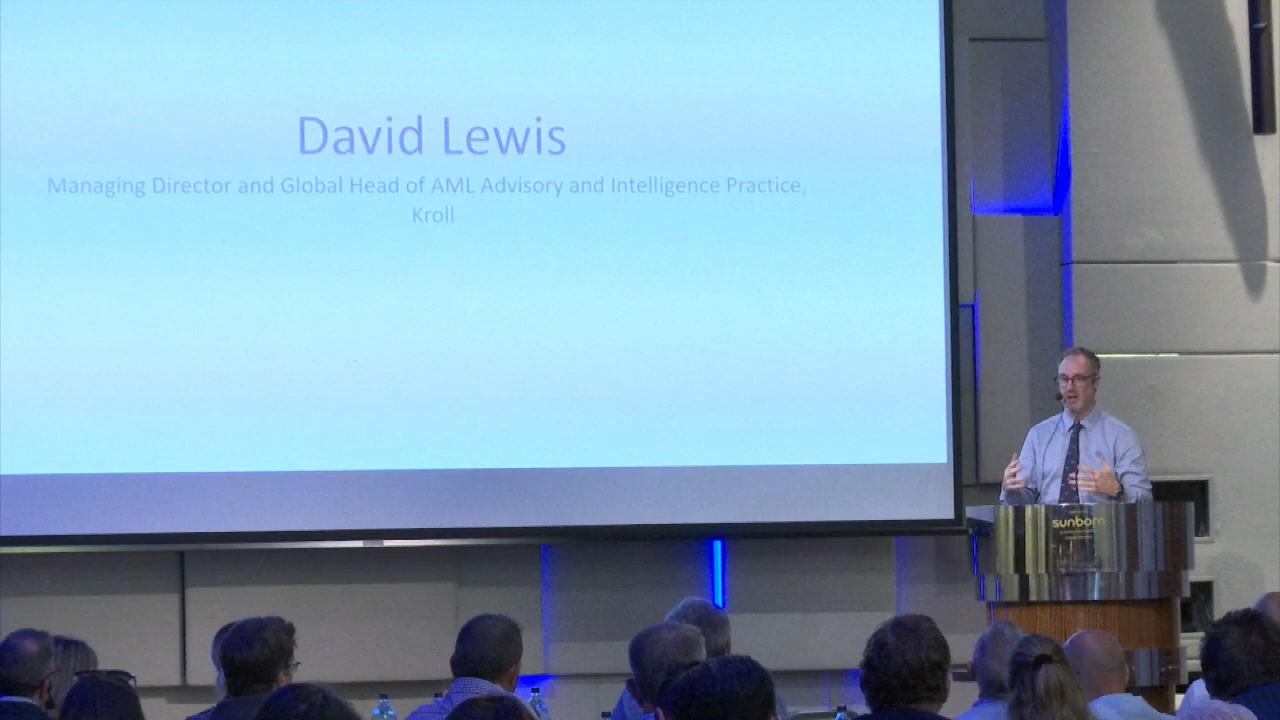 David Lewis
Managing Director and Global Head of AML Advisory and Intelligence Practice,
Kroll
sunborn